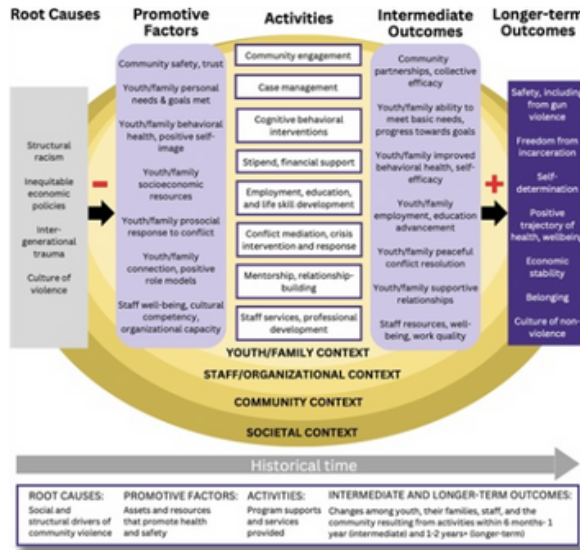 Root Causes
Promotive
Factors
Activities
Intermediate
Outcomes
Longer-term
Outcomes
Structural
racism
Inequitable
economic
policies
Inter-
generational
trauma
Culture of
violence
Community safety, trust
Youth/family personal
needs & goals met
Youth/family behavioral
health, positive self-
image
Youth/family
socioeconomic
resources
Youth/family prosocial
response to conflict
Youth/family
connection, positive
role models
Staff well-being, cultural
competency,
organizational capacity
Community engagement
Case management
Cognitive behavioral
interventions
Stipend, financial support
Employment, education,
and life skill development
Conflict mediation, crisis
intervention and response
Mentorship, relationship-
building
Staff services, professional
development
Community
partnerships, collective
efficacy
Youth/family ability to
meet basic needs,
progress towards goals
Youth/family improved
behavioral health, self-
efficacy
Youth/family
employment, education
advancement
Youth/family peaceful
conflict resolution
Youth/family supportive
relationships
Staff resources, well-
being, work quality
Safety, including
from gun
violence
Freedom from
incarceration
Self-
determination
Positive
trajectory of
health, wellbeing
Economic
stability
Belonging
Culture of non-
violence
YOUTH/FAMILY CONTEXT
STAFF/ORGANIZATIONAL CONTEXT
COMMUNITY CONTEXT
SOCIETAL CONTEXT
Historical time
ROOT CAUSES:
Social and
structural drivers of
community violence
PROMOTIVE FACTORS:
Assets and resources
that promote health
and safety
ACTIVITIES:
Program supports
and services
provided
INTERMEDIATE AND LONGER-TERM OUTCOMES:
Changes among youth, their families, staff, and the
community resulting from activities within 6 months- 1
year (intermediate) and 1-2 years+ (longer-term)